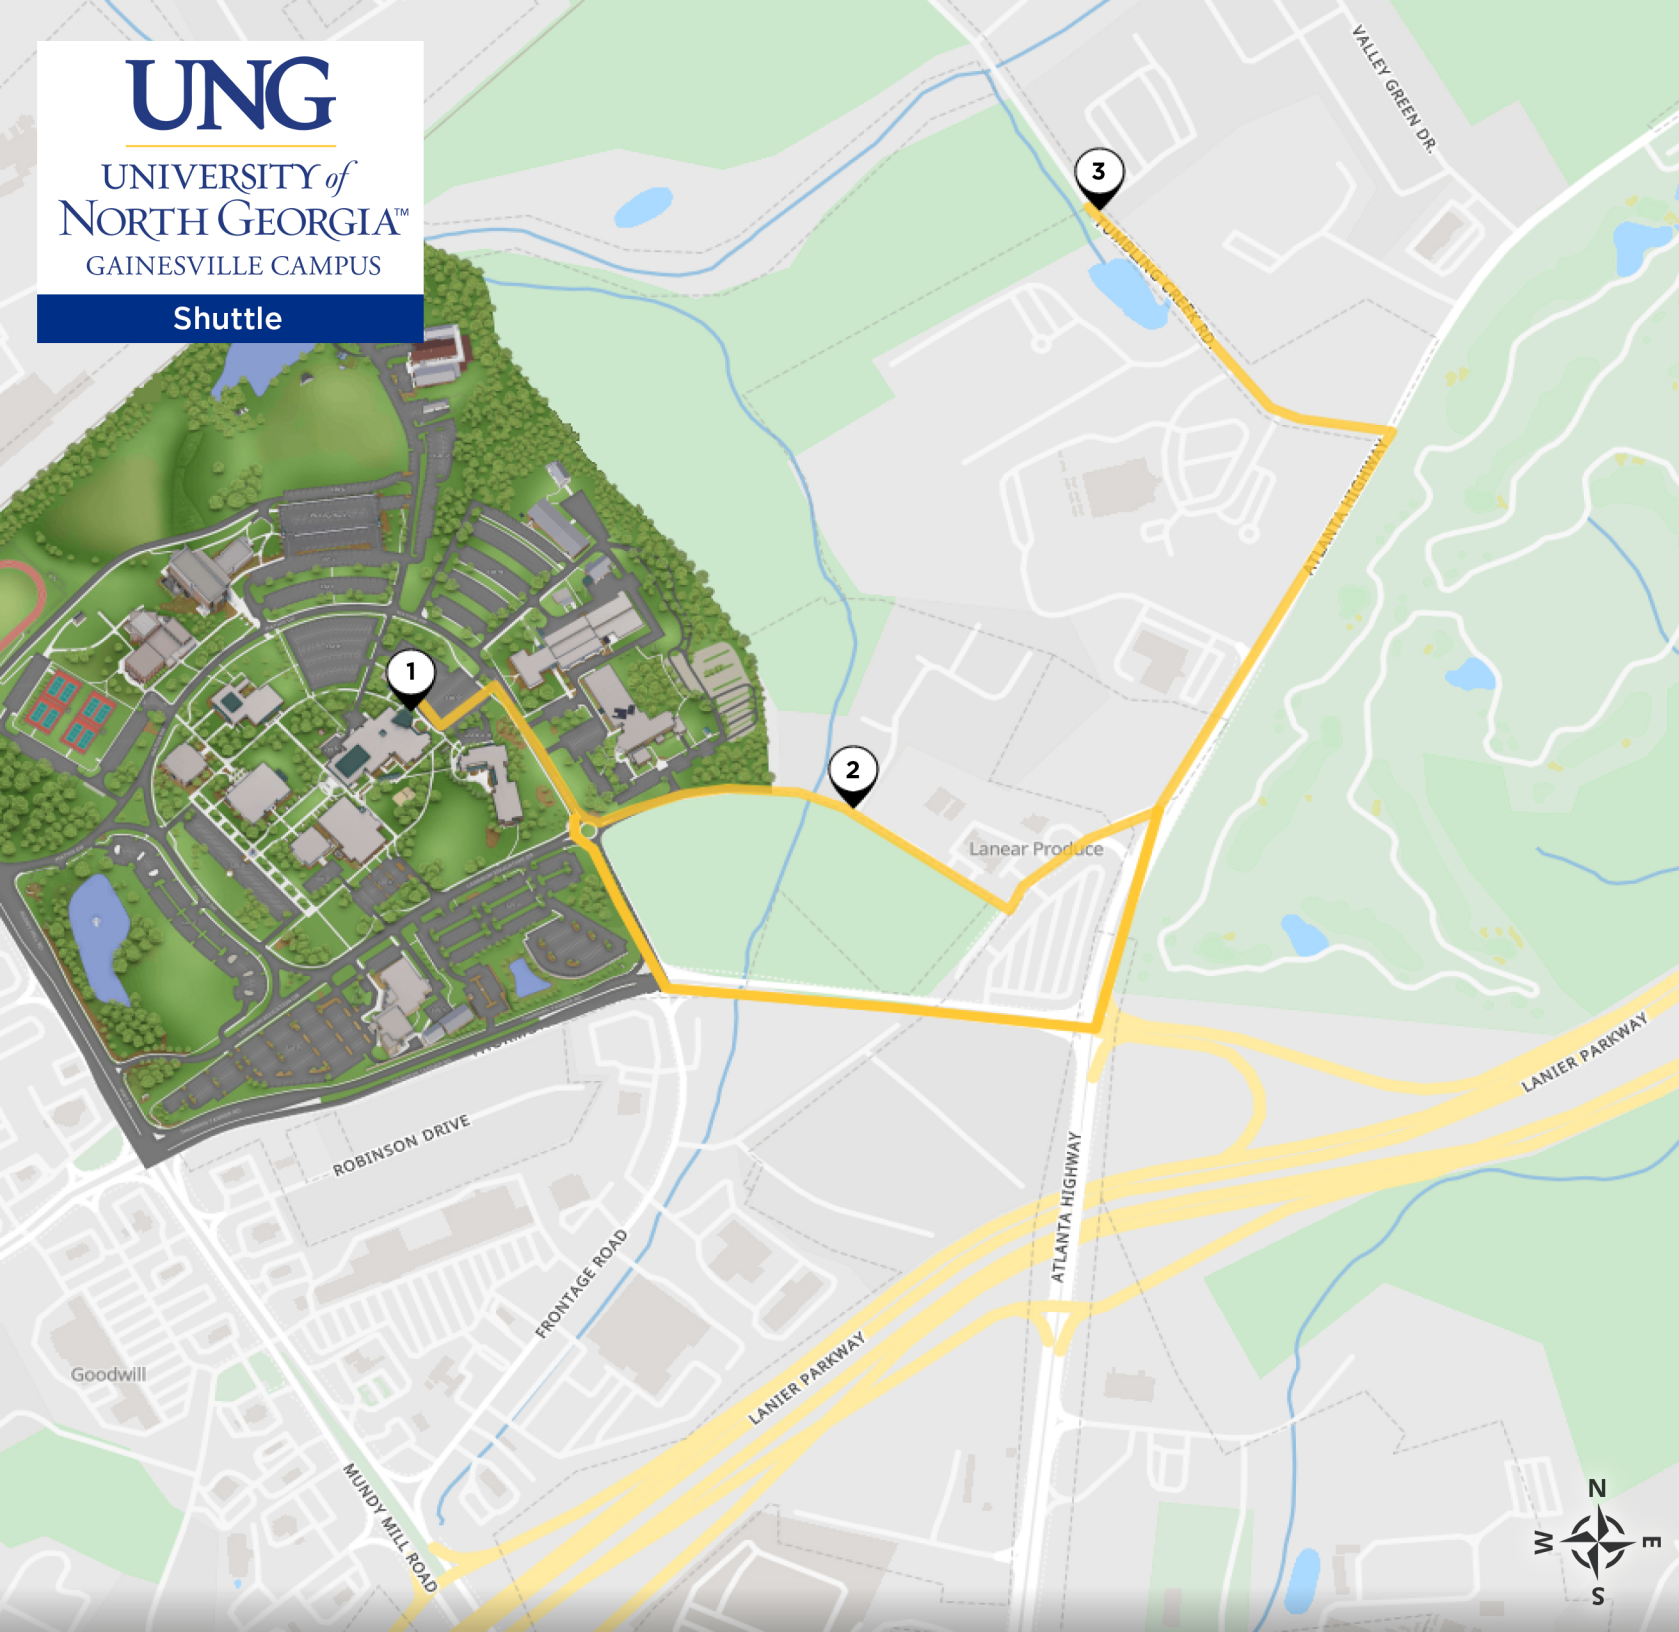 UNG
UNIVERSITY of
NORTH GEORGIA™
GAINESVILLE CAMPUS
Shuttle
VALLEY GREEN DR.
3
TUMBLING CREEK RD.
ATLANTA HIGHWAY
1
2
Lanear Produce
LANIER PARKWAY
ROBINSON DRIVE
ATLANTA HIGHWAY
FRONTAGE ROAD
LANIER PARKWAY
Goodwill
MUNDY MILL ROAD
N
W
E
S